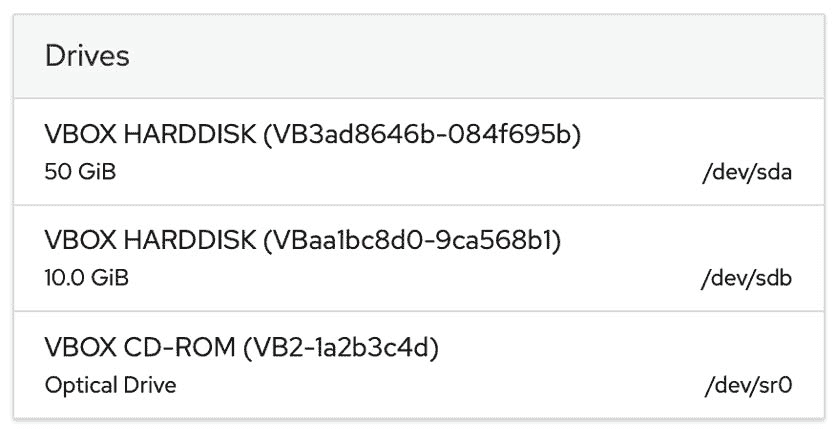 Drives
VBOX HARDDISK (VB3ad8646b-084f695b)
50 GiB /dev/sda
VBOX HARDDISK (VBaa1bc8d0-9ca568b1)
10.0 GiB /dev/sdb
VBOX CD-ROM (VB2-1a2b3c4d)
Optical Drive /dev/sr0